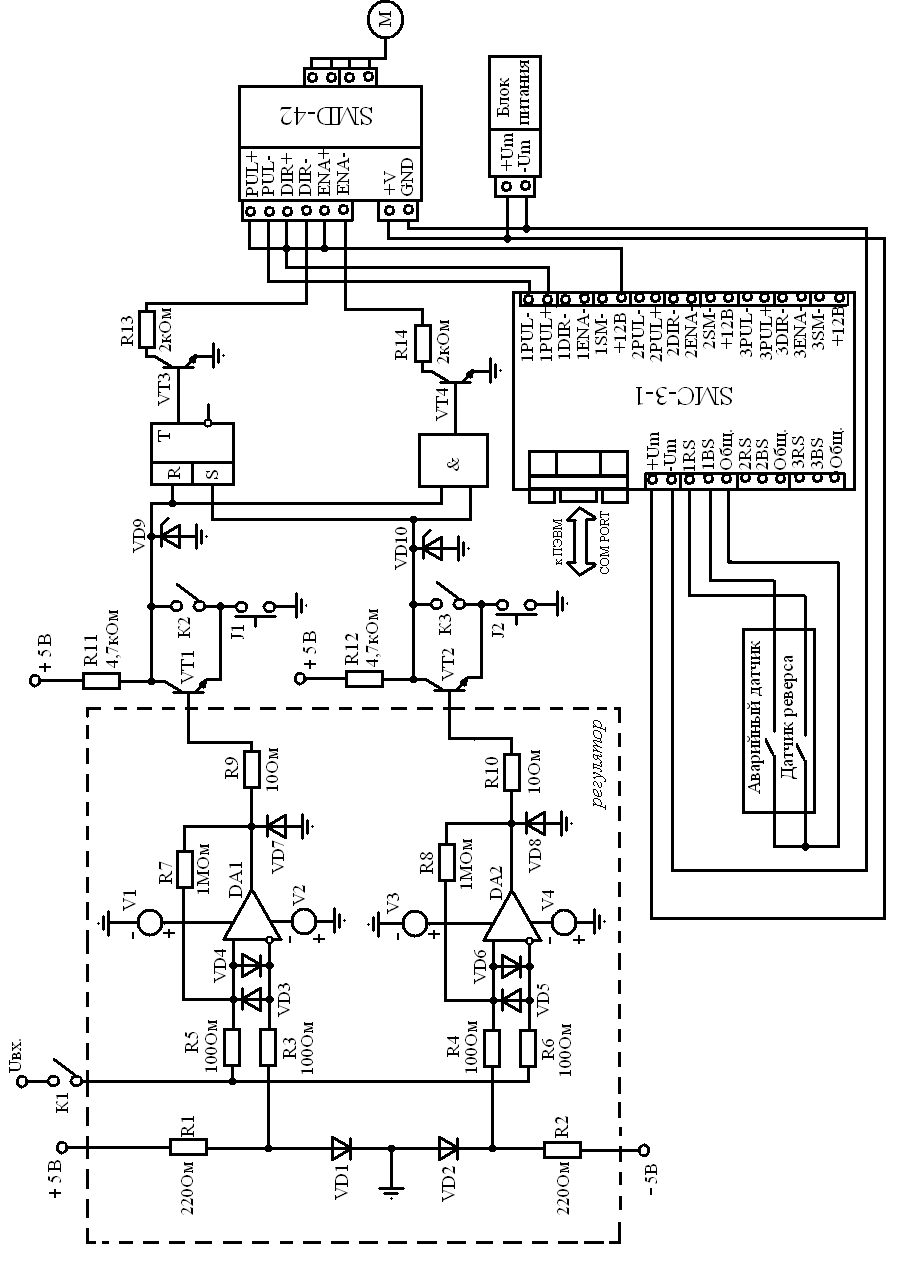 М
SMD-42
PUL+
PUL-
DIR+
DIR-
ENA+
ENA-
+V
GND
Блок
питания
+Um
-Um
R13
2кОм
VT3
T
R
S
R14
2кОм
VT4
&
VD9
VD10
K2
J1
K3
J2
+ 5 В
R11
4,7кОм
VT1
+ 5 В
R12
4,7кОм
VT2
SMC-3-1
1PUL-
1PUL+
1DIR-
1ENA-
1SM-
+12В
2PUL-
2PUL+
2DIR-
2ENA-
2SM-
+12В
3PUL-
3PUL+
3DIR-
3ENA-
3SM-
+12В
+Um
-Um
1RS
1BS
Общ.
2RS
2BS
Общ.
3RS
3BS
Общ.
к ПЭВМ
COM PORT
Аварийный датчик
Датчик реверса
регулятор
R9
10Ом
R10
10Ом
R7
1МОм
VD7
DA1
V1
-
+
V2
-
+
VD4
VD3
R5
100Ом
R3
100Ом
R8
1МОм
VD8
DA2
V3
-
+
V4
-
+
VD6
VD5
R4
100Ом
R6
100Ом
Uвх.
K1
+ 5 В
R1
220Ом
VD1
VD2
R2
220Ом
- 5В